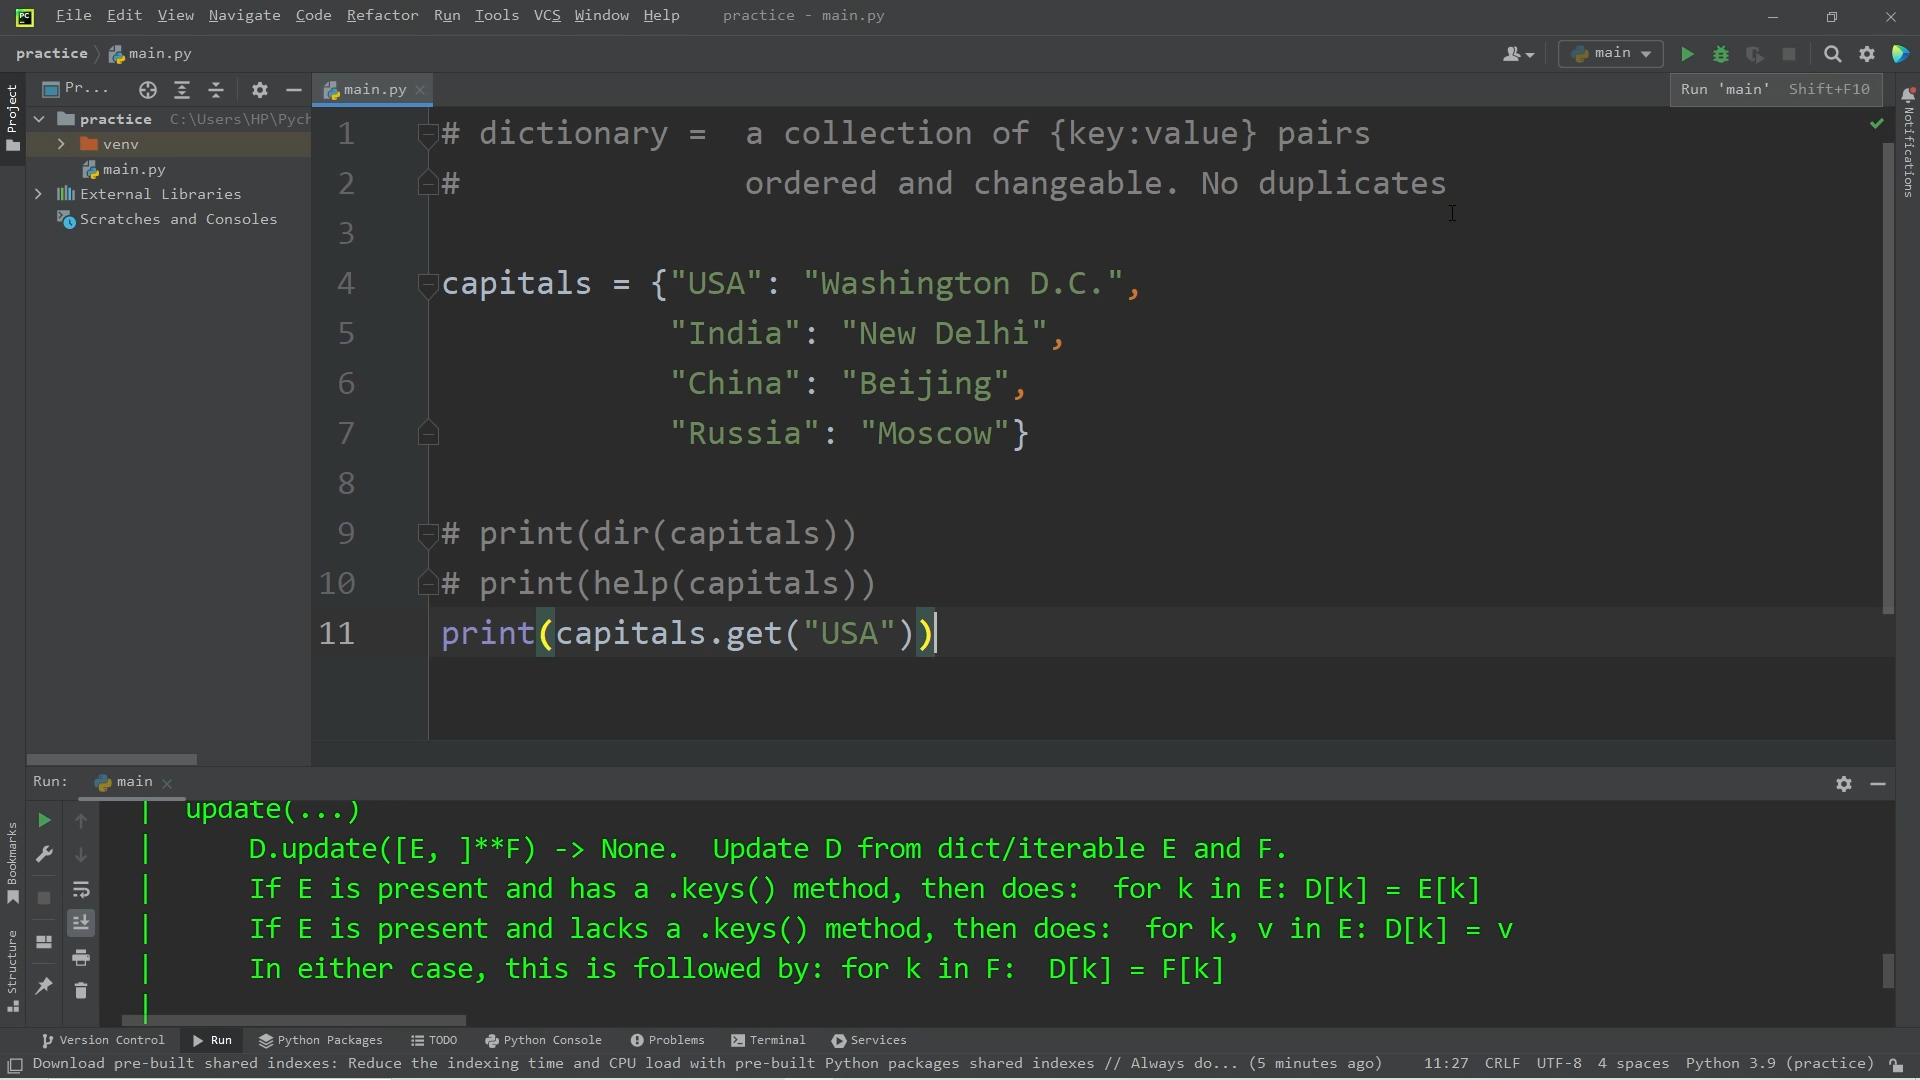 PC File Edit View Navigate Code Refactor Run Tools VCS Window Help practice - main.py
practice main.py main
Pr... main.py Run 'main' Shift+F10
Project
practice C:\Users\HP\Pych
venv
main.py
External Libraries
Scratches and Consoles
Notifications
1 # dictionary =  a collection of {key:value} pairs
2 #               ordered and changeable. No duplicates
3
4 capitals = {"USA": "Washington D.C.",
5             "India": "New Delhi",
6             "China": "Beijing",
7             "Russia": "Moscow"}
8
9 # print(dir(capitals))
10 # print(help(capitals))
11 print(capitals.get("USA"))
Run: main
|  update(...)
|      D.update([E, ]**F) -> None.  Update D from dict/iterable E and F.
|      If E is present and has a .keys() method, then does:  for k in E: D[k] = E[k]
|      If E is present and lacks a .keys() method, then does:  for k, v in E: D[k] = v
|      In either case, this is followed by: for k in F:  D[k] = F[k]
|
Bookmarks
Structure
Version Control Run Python Packages TODO Python Console Problems Terminal Services
Download pre-built shared indexes: Reduce the indexing time and CPU load with pre-built Python packages shared indexes // Always do... (5 minutes ago) 11:27 CRLF UTF-8 4 spaces Python 3.9 (practice)